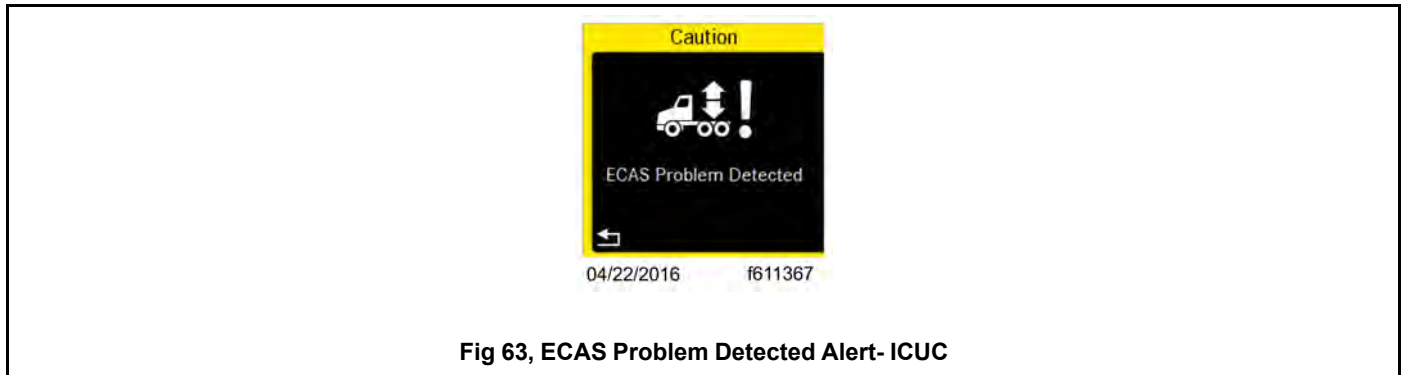 Caution
ECAS Problem Detected
04/22/2016 f611367
Fig 63, ECAS Problem Detected Alert- ICUC